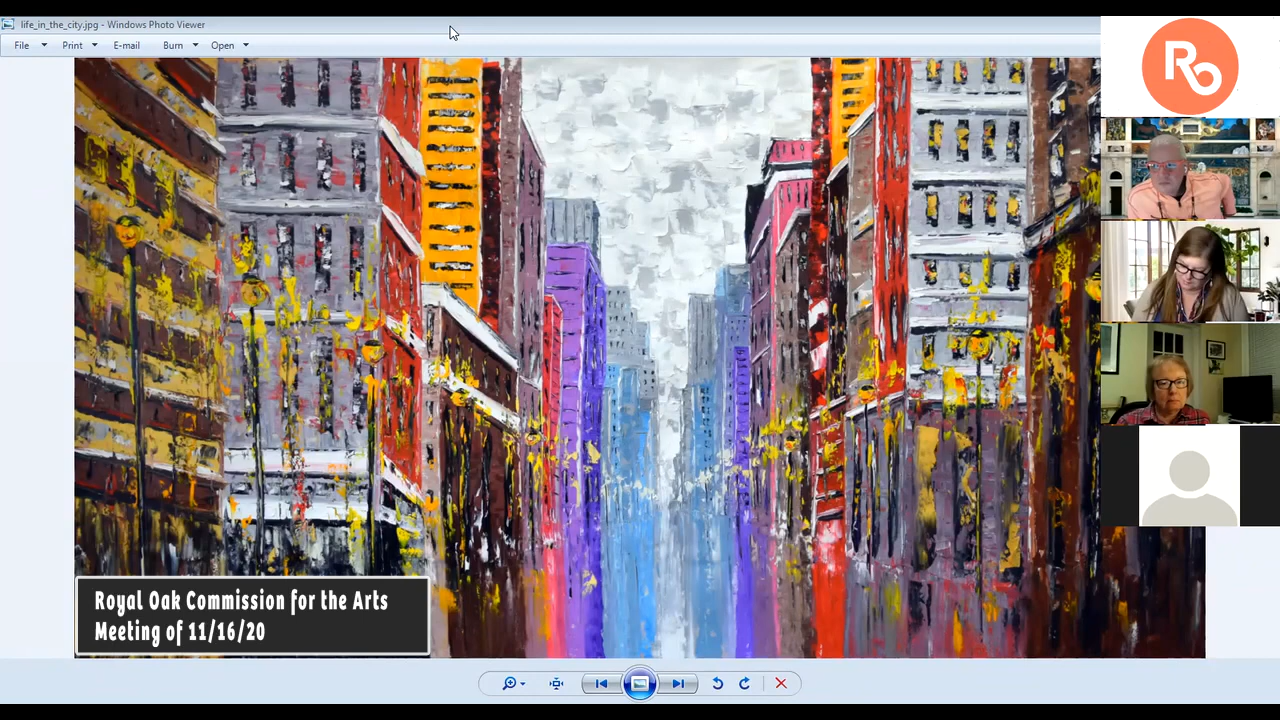 life_in_the_city.jpg - Windows Photo Viewer
File Print E-mail Burn Open
Ro
Royal Oak Commission for the Arts
Meeting of 11/16/20